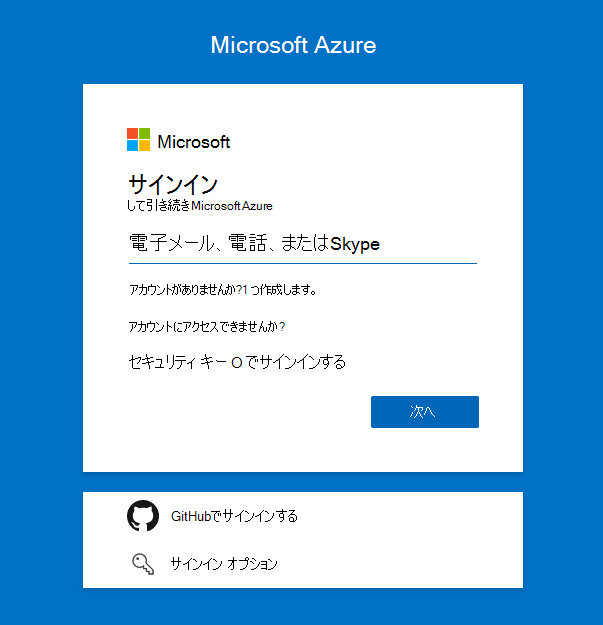 Microsoft Azure
Microsoft
サインイン
して引き続きMicrosoft Azure
電子メール、電話、またはSkype
アカウントがありませんか?1 つ作成します。
アカウントにアクセスできませんか?
セキュリティ キー O でサインインする
次へ
GitHubでサインインする
サインイン オプション